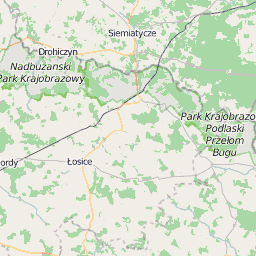 Siemiatycze
Drohiczyn
Nadbużański
Park Krajobrazowy
Park Krajobrazo
Podlaski
Przełom
Bugu
ordy
Łosice